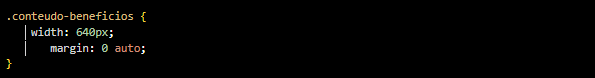 .conteudo-beneficios {
width: 640px;
margin: 0 auto;
}